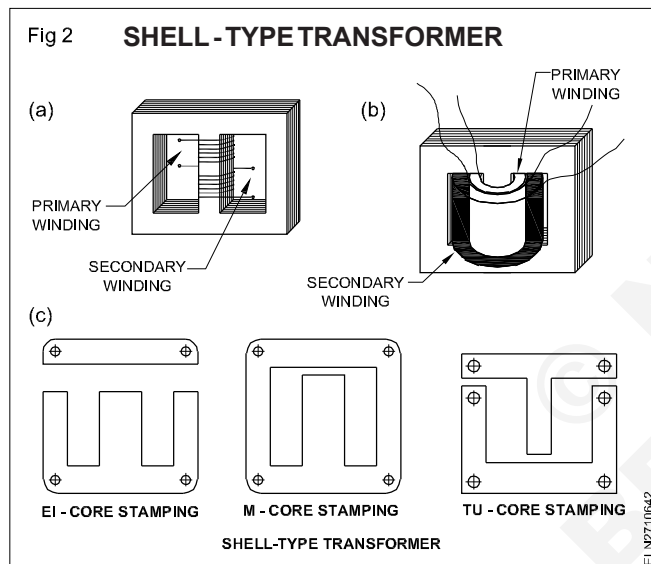 Fig 2 SHELL - TYPE TRANSFORMER
(a)
PRIMARY
WINDING
SECONDARY
WINDING
(b)
PRIMARY
WINDING
SECONDARY
WINDING
(c)
EI - CORE STAMPING
M - CORE STAMPING
TU - CORE STAMPING
SHELL-TYPE TRANSFORMER
ELN2710642
©